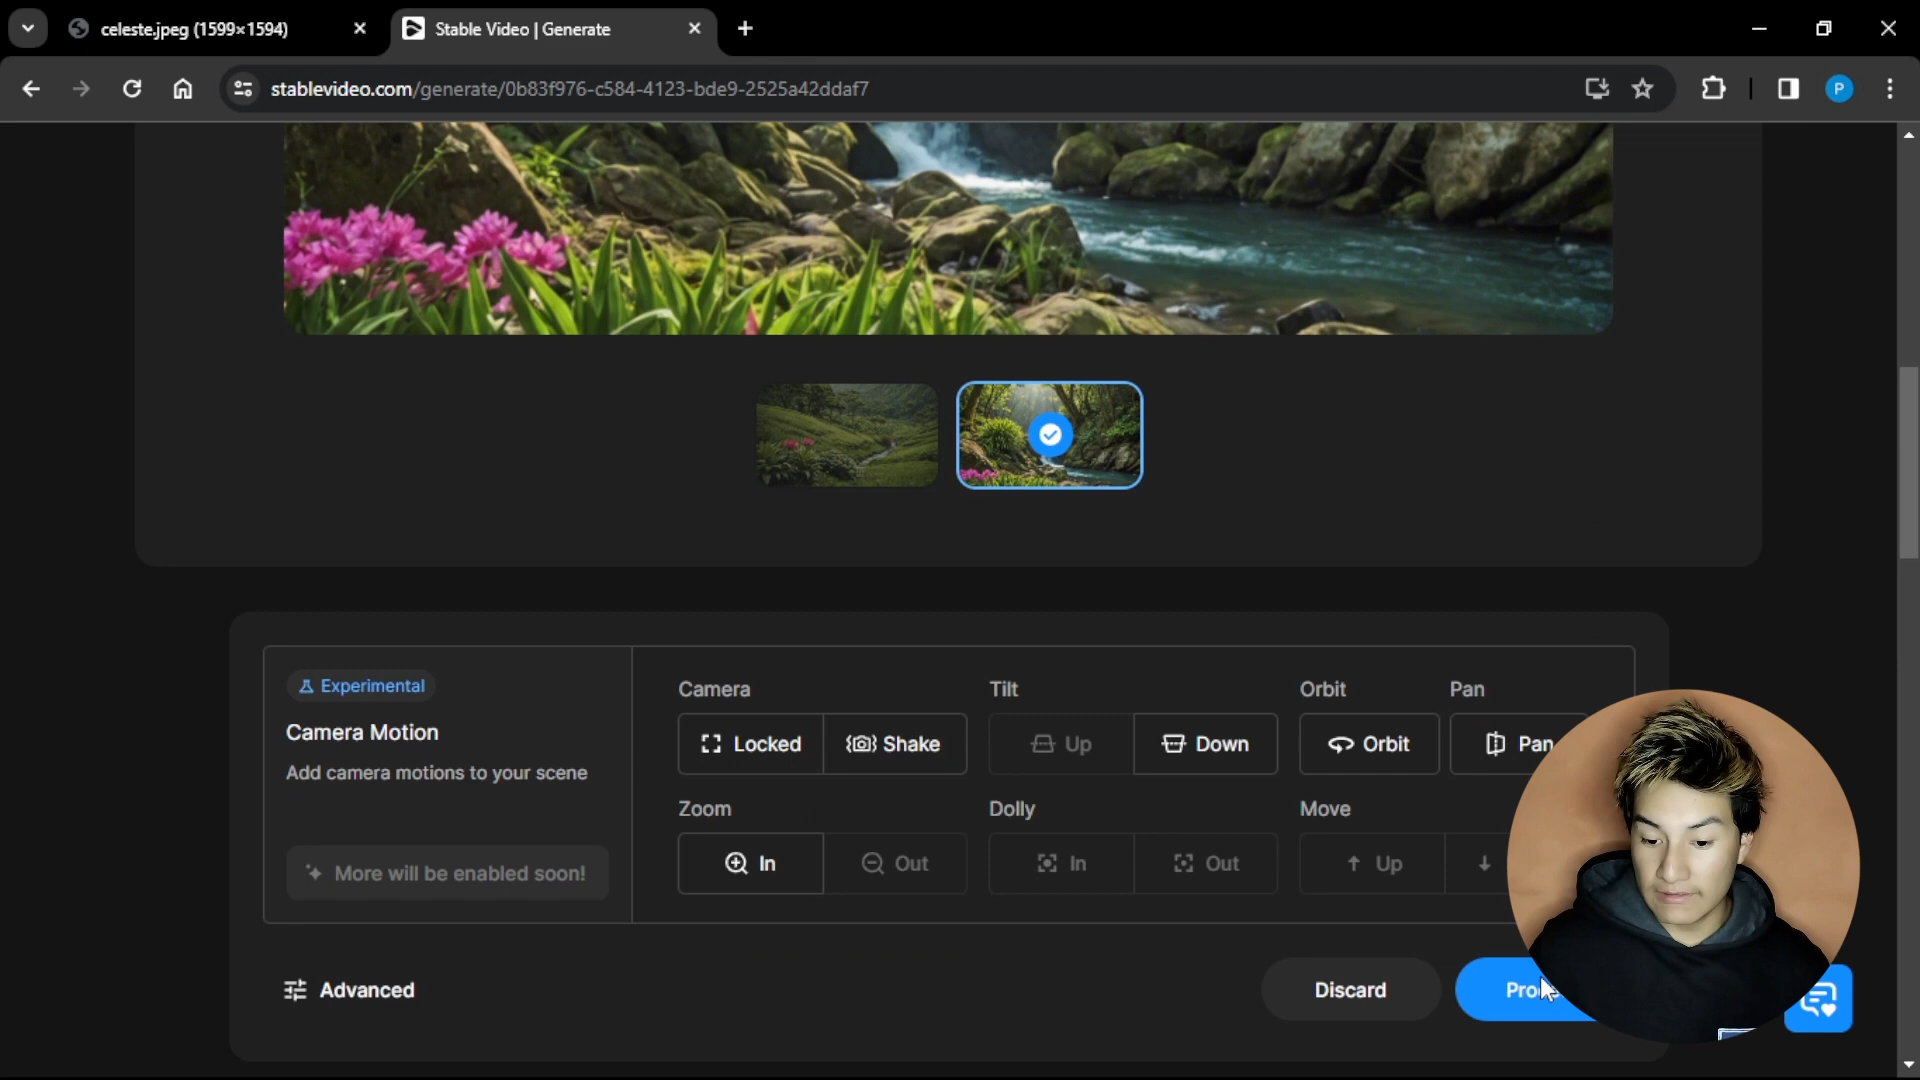 celeste.jpeg (1599×1594)
Stable Video | Generate
stablevideo.com/generate/0b83f976-c584-4123-bde9-2525a42ddaf7
P
Experimental
Camera Motion
Add camera motions to your scene
More will be enabled soon!
Camera
Locked
Shake
Tilt
Up
Down
Orbit
Orbit
Pan
Pan
Zoom
In
Out
Dolly
In
Out
Move
Up
Advanced
Discard